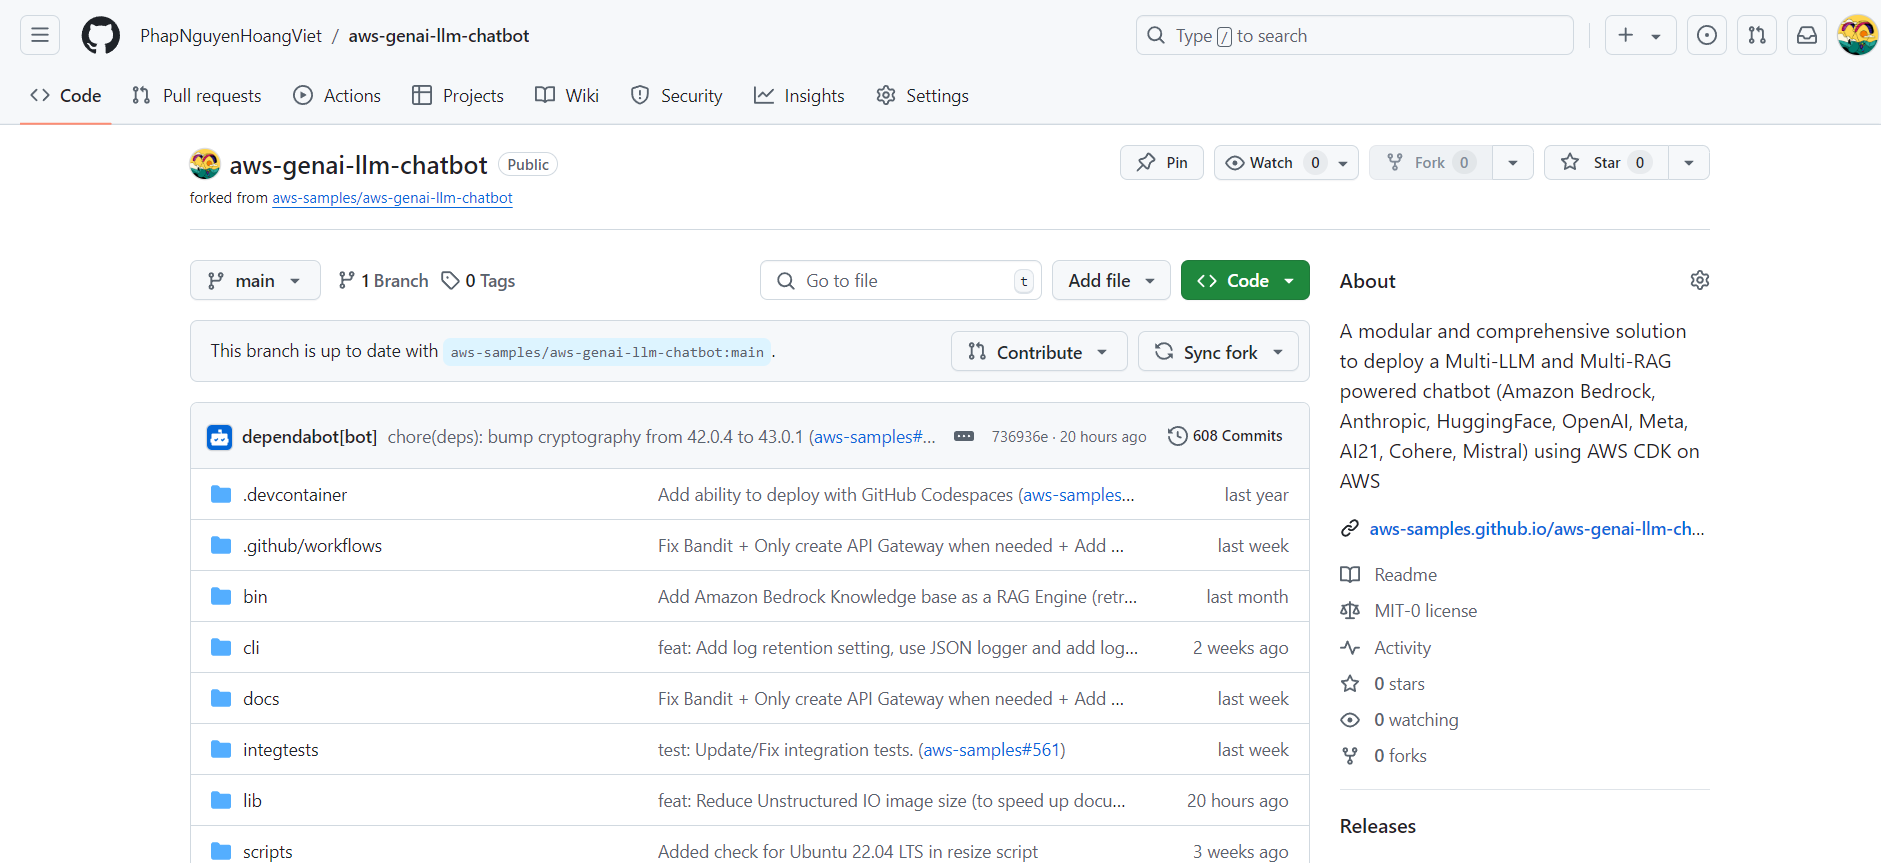 PhapNguyenHoangViet / aws-genai-llm-chatbot
Type / to search
Code Pull requests Actions Projects Wiki Security Insights Settings
aws-genai-llm-chatbot Public
Pin Watch 0 Fork 0 Star 0
forked from aws-samples/aws-genai-llm-chatbot
main 1 Branch 0 Tags
Go to file t
Add file
Code
This branch is up to date with aws-samples/aws-genai-llm-chatbot:main .
Contribute Sync fork
dependabot[bot] chore(deps): bump cryptography from 42.0.4 to 43.0.1 (aws-samples#... 736936e · 20 hours ago 608 Commits
.devcontainer Add ability to deploy with GitHub Codespaces (aws-samples... last year
.github/workflows Fix Bandit + Only create API Gateway when needed + Add ... last week
bin Add Amazon Bedrock Knowledge base as a RAG Engine (retr... last month
cli feat: Add log retention setting, use JSON logger and add log... 2 weeks ago
docs Fix Bandit + Only create API Gateway when needed + Add ... last week
integtests test: Update/Fix integration tests. (aws-samples#561) last week
lib feat: Reduce Unstructured IO image size (to speed up docu... 20 hours ago
scripts Added check for Ubuntu 22.04 LTS in resize script 3 weeks ago
About
A modular and comprehensive solution
to deploy a Multi-LLM and Multi-RAG
powered chatbot (Amazon Bedrock,
Anthropic, HuggingFace, OpenAI, Meta,
AI21, Cohere, Mistral) using AWS CDK on
AWS
aws-samples.github.io/aws-genai-llm-ch...
Readme
MIT-0 license
Activity
0 stars
0 watching
0 forks
Releases